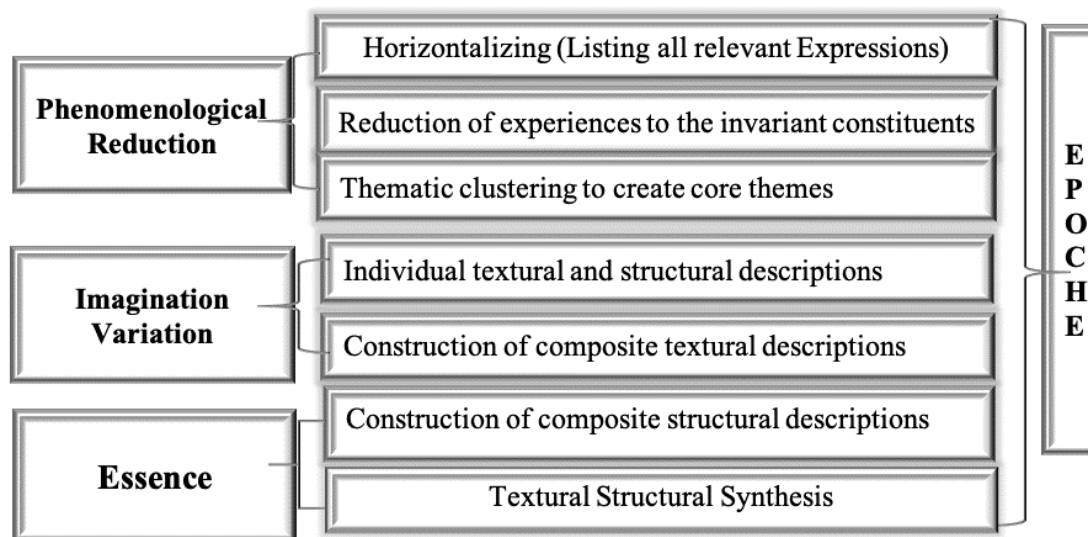 Phenomenological
Reduction
Horizontalizing (Listing all relevant Expressions)
Reduction of experiences to the invariant constituents
Thematic clustering to create core themes
Imagination
Variation
Individual textural and structural descriptions
Construction of composite textural descriptions
Essence
Construction of composite structural descriptions
Textural Structural Synthesis
E
P
O
C
H
E